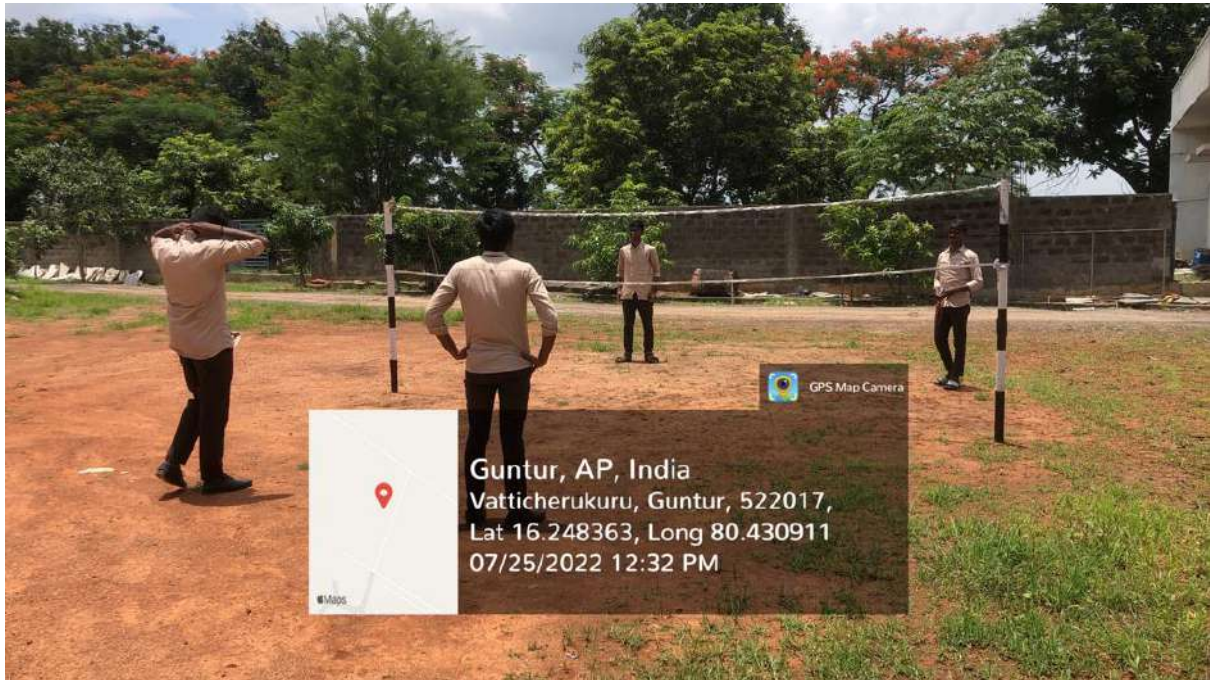 GPS Map Camera
Guntur, AP, India
Vatticherukuru, Guntur, 522017,
Lat 16.248363, Long 80.430911
07/25/2022 12:32 PM
Maps